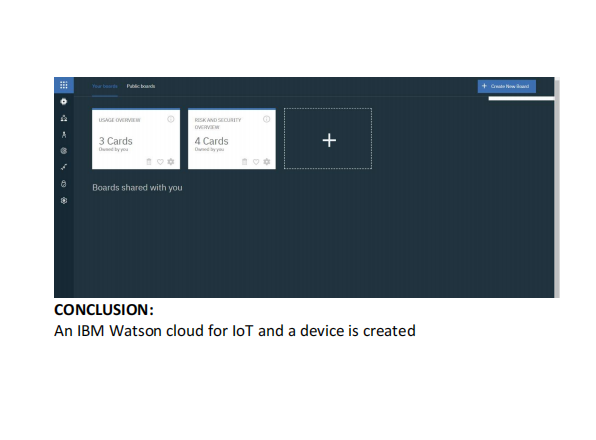 Your boards Public boards
+ Create New Board
USAGE OVERVIEW
3 Cards
Owned by you
RISK AND SECURITY
OVERVIEW
4 Cards
Owned by you
Boards shared with you
CONCLUSION:
An IBM Watson cloud for IoT and a device is created